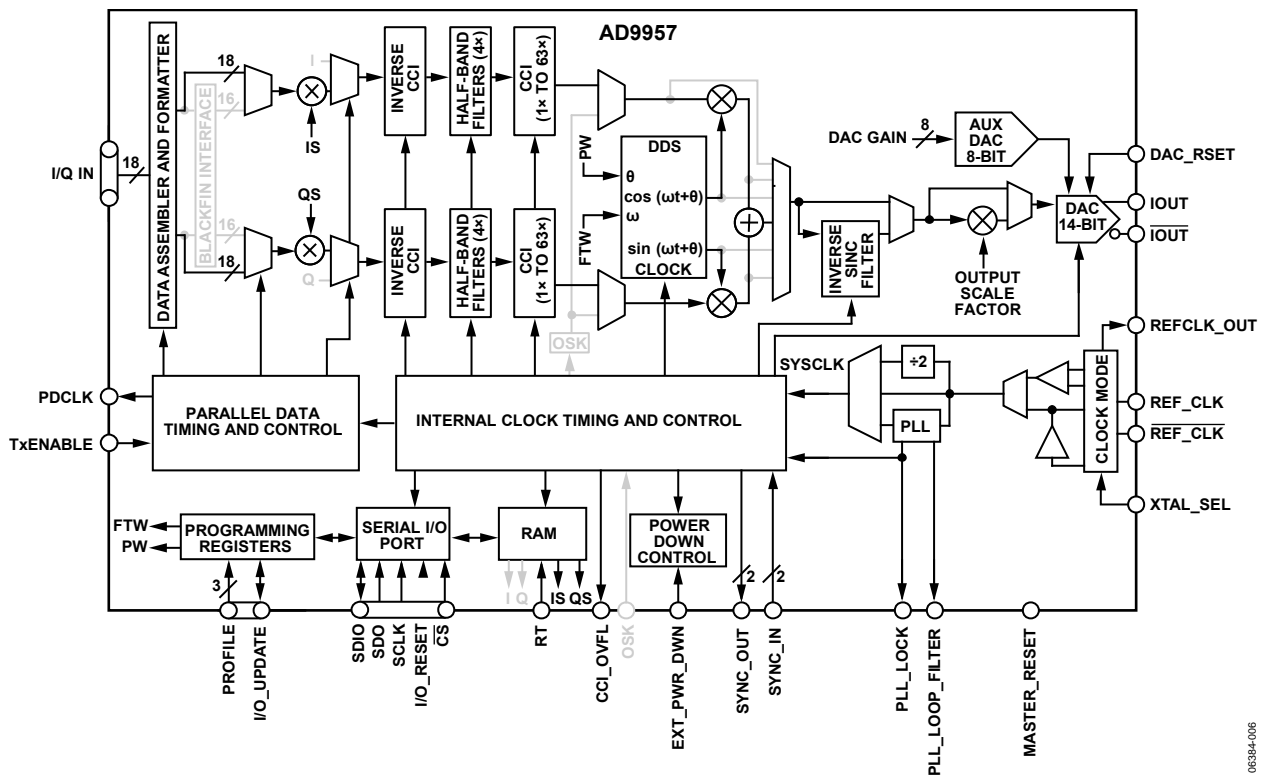 AD9957
I/Q IN
18
DATA ASSEMBLER AND FORMATTER
18
16
BLACKFIN INTERFACE
16
18
IS
QS
I
Q
INVERSE
CCI
HALF-BAND
FILTERS (4×)
CCI
(1× TO 63×)
INVERSE
CCI
HALF-BAND
FILTERS (4×)
CCI
(1× TO 63×)
OSK
PW
FTW
DDS
θ
cos (ωt+θ)
ω
sin (ωt+θ)
CLOCK
INVERSE
SINC
FILTER
OUTPUT
SCALE
FACTOR
DAC GAIN
8
AUX
DAC
8-BIT
DAC
14-BIT
DAC_RSET
IOUT
IOUT
REFCLK_OUT
REF_CLK
REF_CLK
XTAL_SEL
CLOCK MODE
SYSCLK
÷2
PLL
PDCLK
TxENABLE
PARALLEL DATA
TIMING AND CONTROL
INTERNAL CLOCK TIMING AND CONTROL
FTW
PW
PROGRAMMING
REGISTERS
SERIAL I/O
PORT
RAM
POWER
DOWN
CONTROL
3
I
Q
IS
QS
2
2
PROFILE
I/O_UPDATE
SDIO
SDO
SCLK
I/O_RESET
CS
RT
CCI_OVFL
OSK
EXT_PWR_DWN
SYNC_OUT
SYNC_IN
PLL_LOCK
PLL_LOOP_FILTER
MASTER_RESET
06384-006